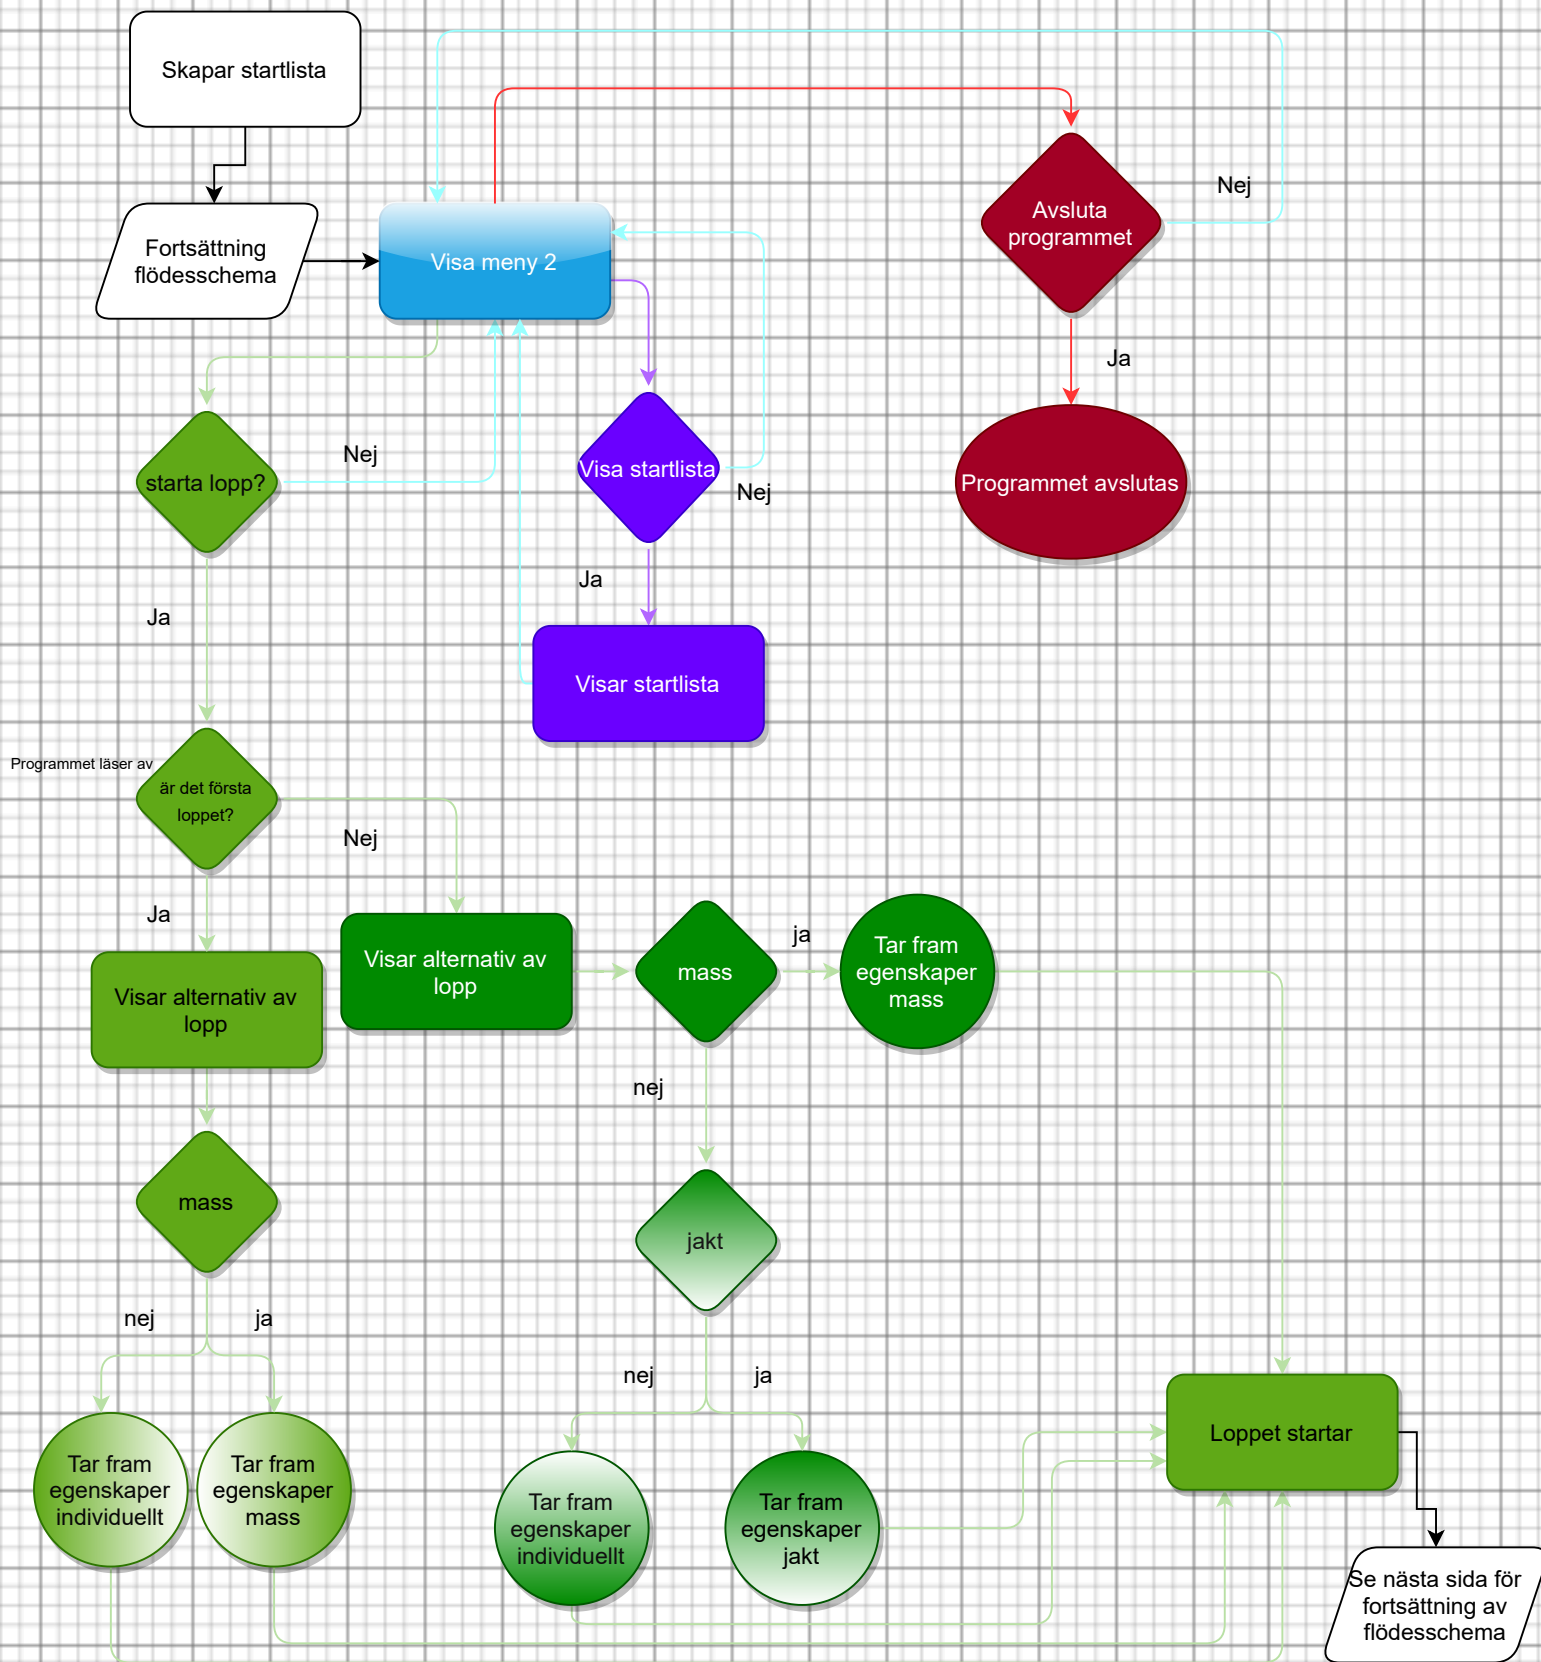 Skapar startlista
Fortsättning
flödesschema
Visa meny 2
Avsluta
programmet
Nej
Ja
Programmet avslutas
starta lopp?
Nej
Visa startlista
Nej
Ja
Ja
Visar startlista
Programmet läser av
är det första
loppet?
Nej
Ja
Visar alternativ av
lopp
Visar alternativ av
lopp
mass
ja
Tar fram
egenskaper
mass
nej
mass
jakt
nej
ja
nej
ja
Tar fram
egenskaper
individuellt
Tar fram
egenskaper
mass
Tar fram
egenskaper
individuellt
Tar fram
egenskaper
jakt
Loppet startar
Se nästa sida för
fortsättning av
flödesschema